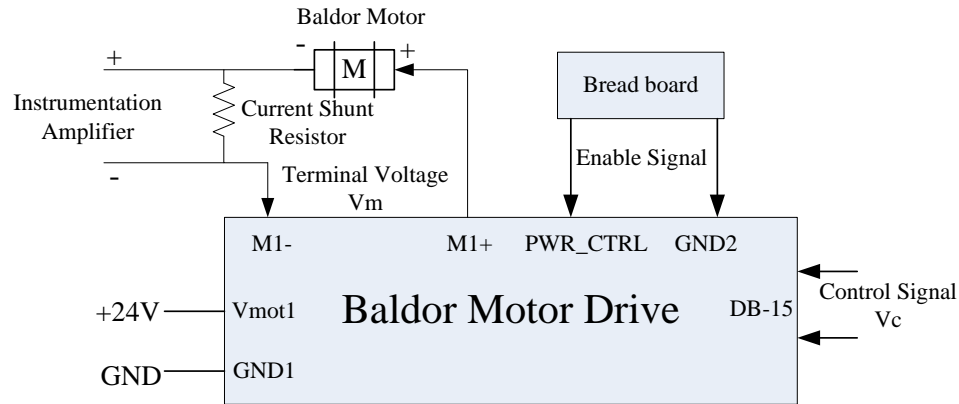 Baldor Motor
+
-
M
+
Bread board
Instrumentation
Amplifier
Current Shunt
Resistor
Enable Signal
-
Terminal Voltage
Vm
M1-
M1+
PWR_CTRL
GND2
+24V
Vmot1
Baldor Motor Drive
DB-15
Control Signal
Vc
GND
GND1